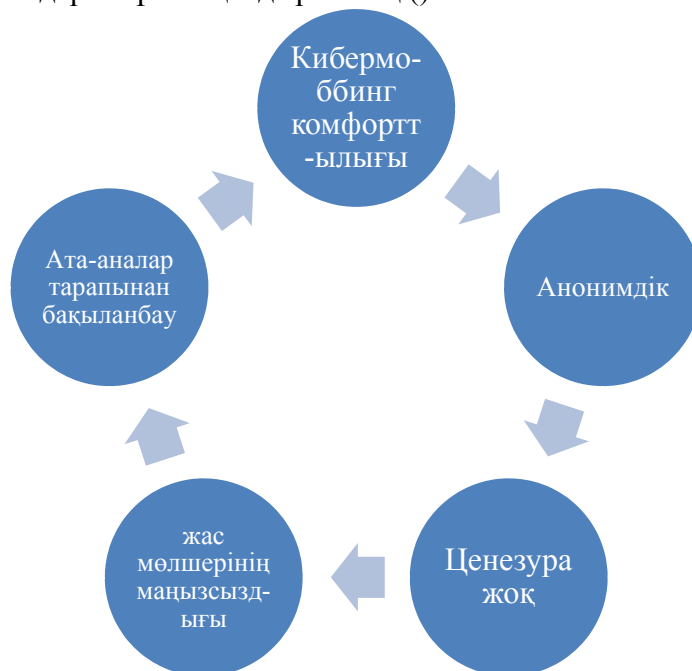 Кибермо-
ббинг
комфортт
-ылығы
Анонимдік
Ценезура
жоқ
жас
мөлшерінің
маңызсызд-
ығы
Ата-аналар
тарапынан
бақыланбау